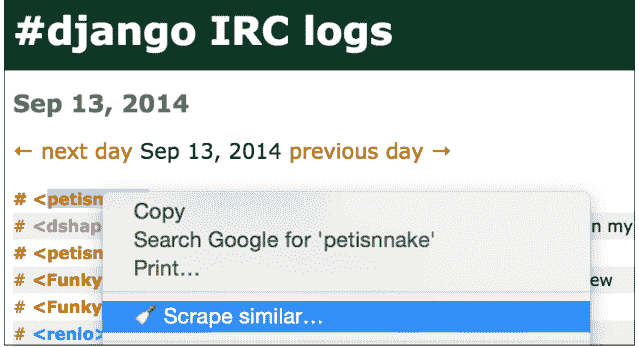 #django IRC logs
Sep 13, 2014
← next day Sep 13, 2014 previous day →
# <petisn
Copy
# <dshap
n my
Search Google for 'petisnnake'
# <petisn
Print...
# <Funky
ew
# <Funky
Scrape similar...
# <renlo>